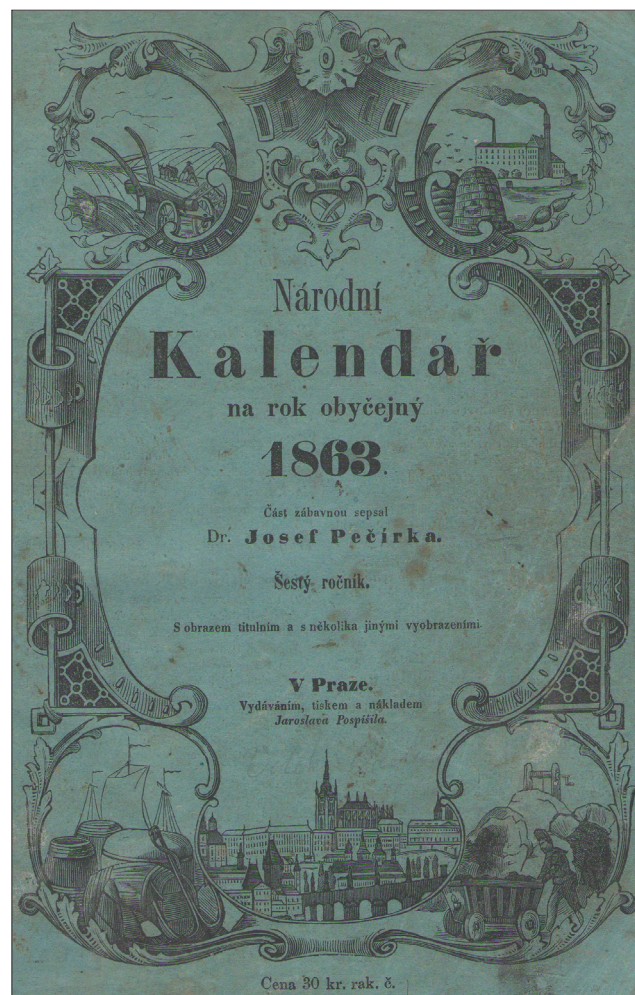 Národní
Kalendář
na rok obyčejný
1863.
Část zábavnou sepsal
Dr. Josef Pečírka.
Šestý ročník.
S obrazem titulním a s několika jinými vyobrazeními.
V Praze.
Vydáváním, tiskem a nákladem
Jaroslava Pospíšila.
Cena 30 kr. rak. č.